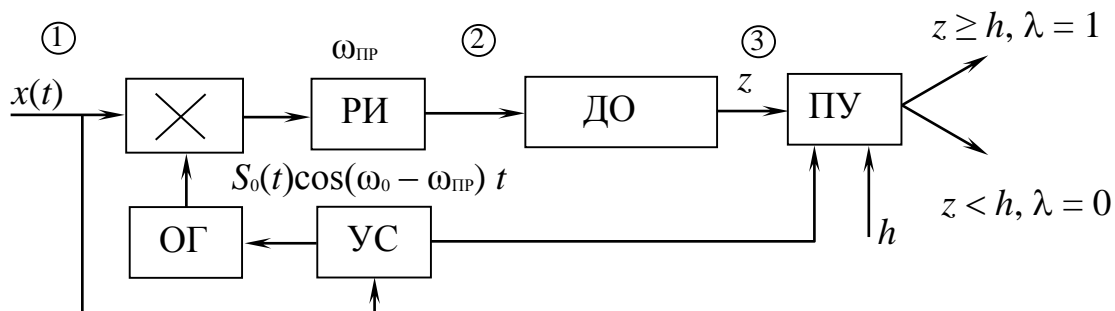 ①
②
③
z ≥ h, λ = 1
ω_ПР
x(t)
РИ
ДО
z
ПУ
S₀(t)cos(ω₀ – ω_ПР) t
z < h, λ = 0
ОГ
УС
h